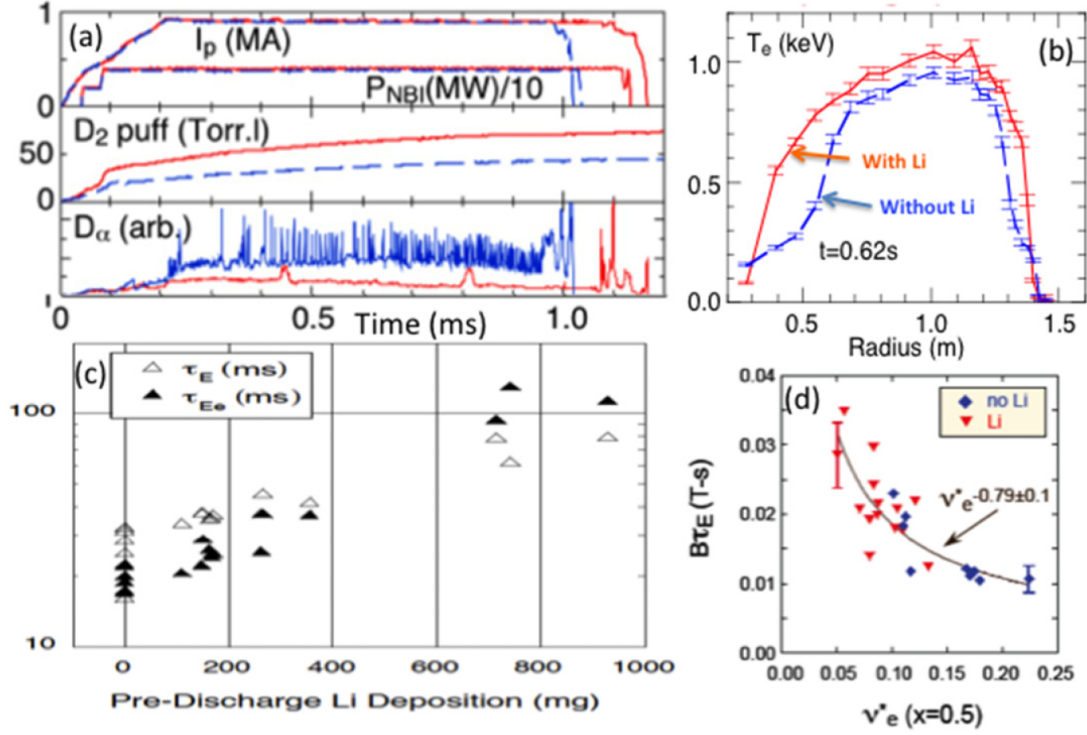 (a)
1
I_p (MA)
P_NBI(MW)/10
0
D_2 puff (Torr.l)
50
0
D_α (arb.)
0 0.5 1.0
Time (ms)
(b)
T_e (keV)
1.0
0.5
0.0
With Li
Without Li
t=0.62s
0.5 1.0 1.5
Radius (m)
(c)
τ_E (ms)
τ_Ee (ms)
100
10
0 200 400 600 800 1000
Pre-Discharge Li Deposition (mg)
(d)
no Li
Li
ν*_e^-0.79±0.1
Bτ_E (T-s)
0.04
0.03
0.02
0.01
0.00
0.00 0.05 0.10 0.15 0.20 0.25
ν*_e (x=0.5)